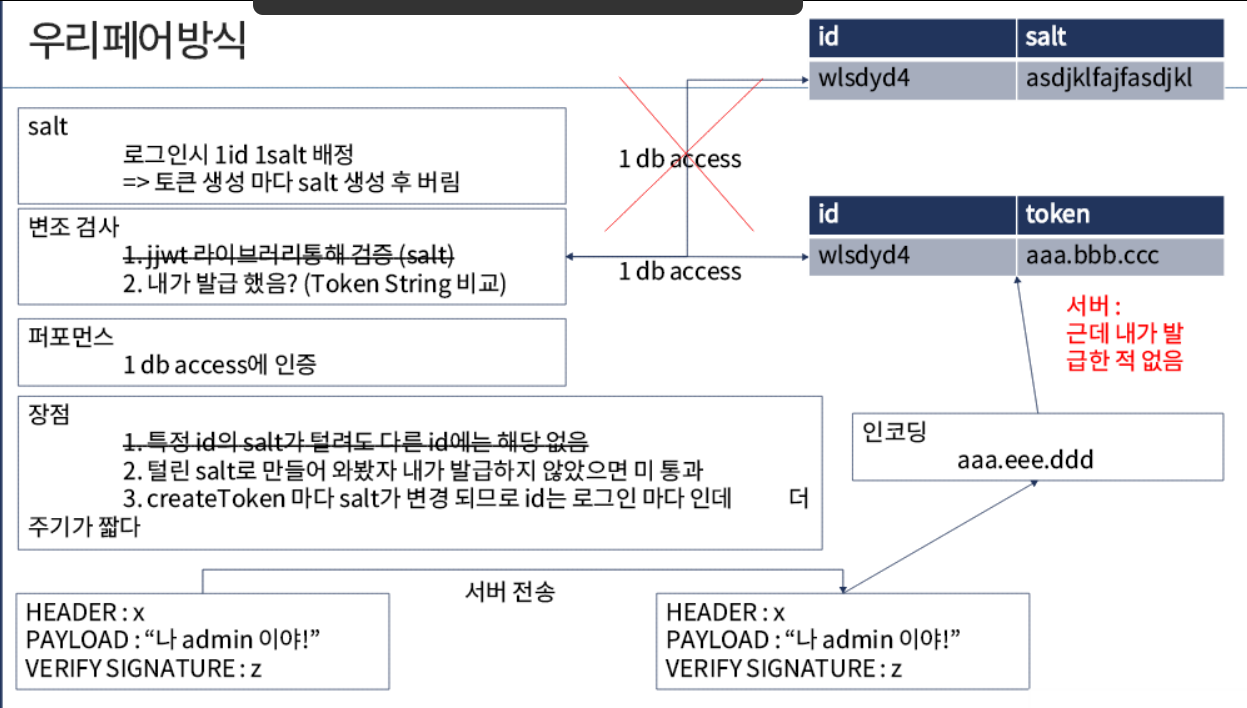 우리페어방식
id salt
wlsdyd4 asdjklfajfasdjkl
salt
로그인시 1id 1salt 배정
=> 토큰 생성 마다 salt 생성 후 버림
1 db access
변조 검사
1. jjwt 라이브러리통해 검증 (salt)
2. 내가 발급 했음? (Token String 비교)
id token
wlsdyd4 aaa.bbb.ccc
1 db access
서버 :
근데 내가 발
급한 적 없음
퍼포먼스
1 db access에 인증
장점
1. 특정 id의 salt가 털려도 다른 id에는 해당 없음
2. 털린 salt로 만들어 와봤자 내가 발급하지 않았으면 미 통과
3. createToken 마다 salt가 변경 되므로 id는 로그인 마다 인데 더
주기가 짧다
인코딩
aaa.eee.ddd
서버 전송
HEADER : x
PAYLOAD : “나 admin 이야!”
VERIFY SIGNATURE : z
HEADER : x
PAYLOAD : “나 admin 이야!”
VERIFY SIGNATURE : z